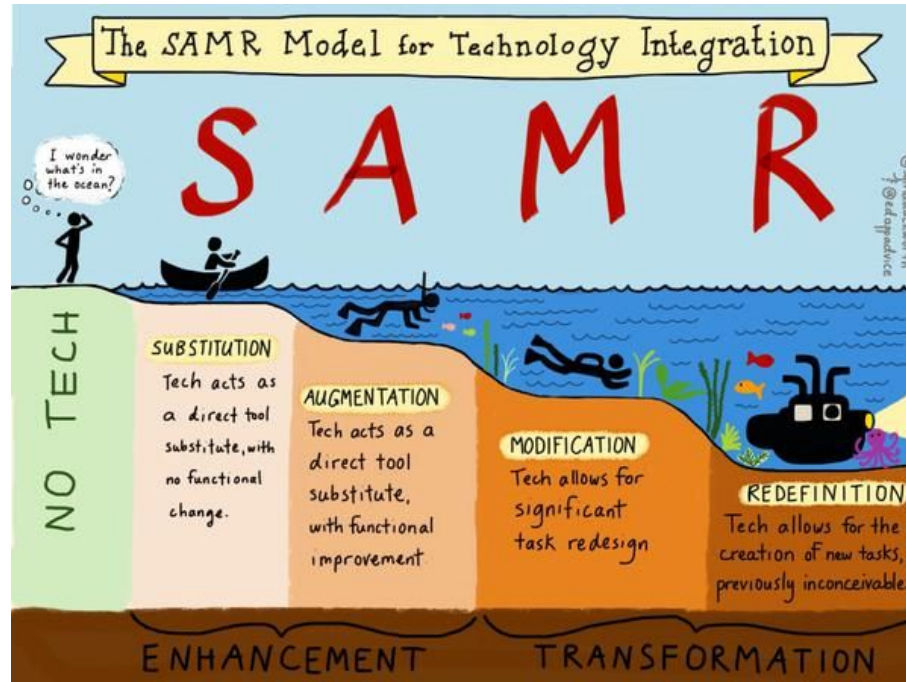 The SAMR Model for Technology Integration
S A M R
I wonder
what's in
the ocean?
@edappadvice
NO TECH
SUBSTITUTION
Tech acts as
a direct tool
substitute, with
no functional
change.
AUGMENTATION
Tech acts as a
direct tool
substitute,
with functional
improvement
MODIFICATION
Tech allows for
significant
task redesign
REDEFINITION
Tech allows for the
creation of new tasks,
previously inconceivable
ENHANCEMENT
TRANSFORMATION